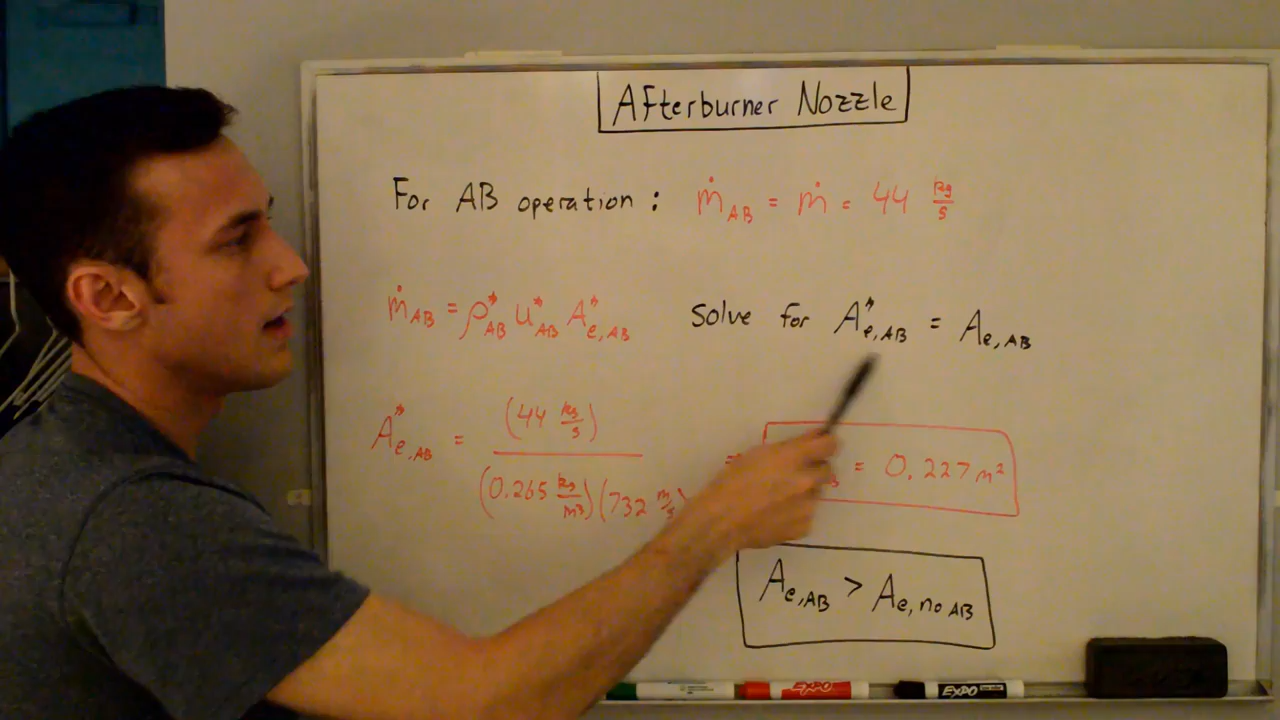 Afterburner Nozzle
For AB operation : ṁ_AB = ṁ = 44 kg/s
ṁ_AB = ρ*_AB u*_AB A*_e,AB Solve for A*_e,AB = A_e,AB
A*_e,AB = (44 kg/s) / (0.265 kg/m³)(732 m/s) = 0.227 m²
A_e,AB > A_e,no AB
EXPO EXPO